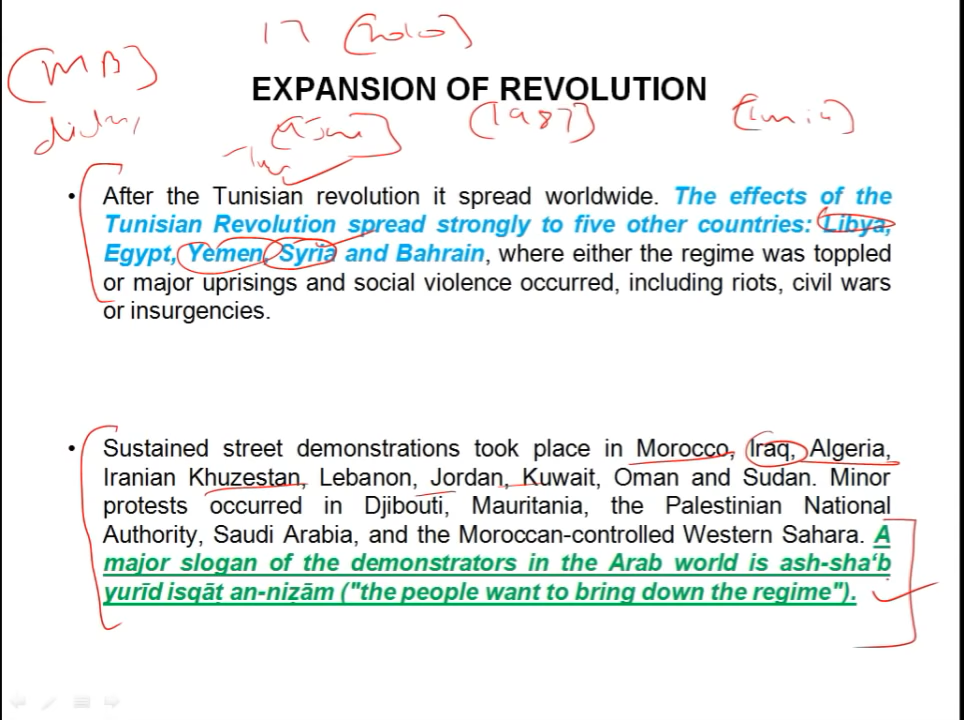 17
(MB)
EXPANSION OF REVOLUTION
(1987)
• After the Tunisian revolution it spread worldwide. The effects of the
Tunisian Revolution spread strongly to five other countries: Libya,
Egypt, Yemen, Syria and Bahrain, where either the regime was toppled
or major uprisings and social violence occurred, including riots, civil wars
or insurgencies.
• Sustained street demonstrations took place in Morocco, Iraq, Algeria,
Iranian Khuzestan, Lebanon, Jordan, Kuwait, Oman and Sudan. Minor
protests occurred in Djibouti, Mauritania, the Palestinian National
Authority, Saudi Arabia, and the Moroccan-controlled Western Sahara. A
major slogan of the demonstrators in the Arab world is ash-shaʻb
yurīd isqāṭ an-niẓām ("the people want to bring down the regime").